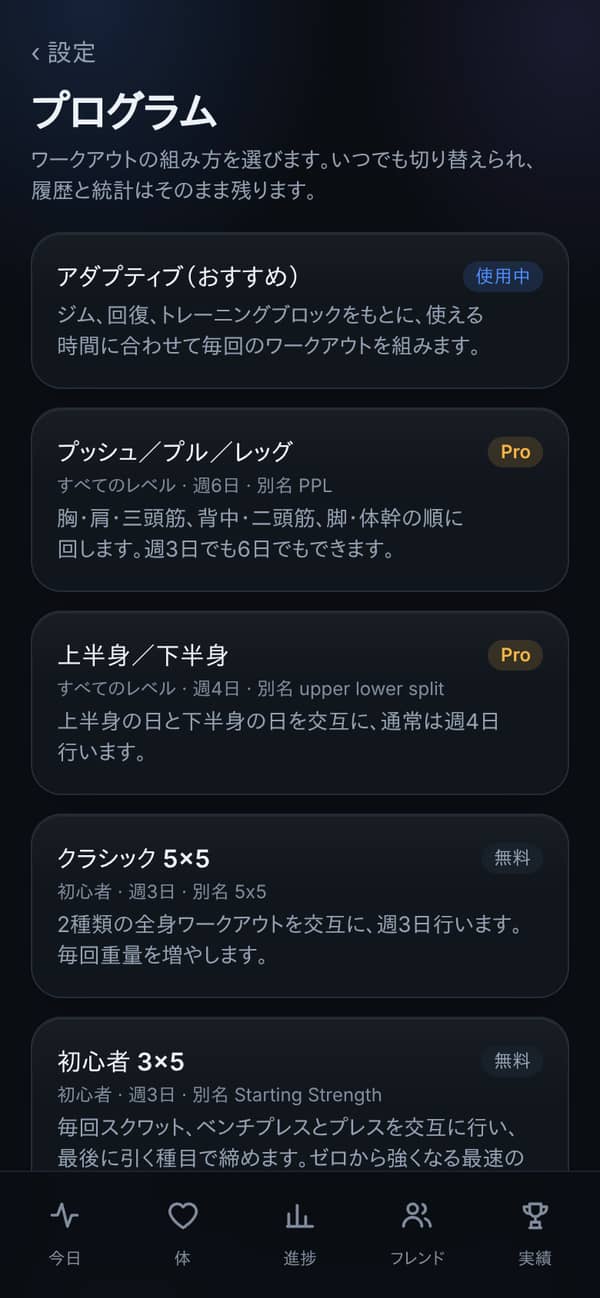 ‹ 設定
プログラム
ワークアウトの組み方を選びます。いつでも切り替えられ、
履歴と統計はそのまま残ります。
アダプティブ（おすすめ）
使用中
ジム、回復、トレーニングブロックをもとに、使える
時間に合わせて毎回のワークアウトを組みます。
プッシュ／プル／レッグ
Pro
すべてのレベル · 週6日 · 別名 PPL
胸・肩・三頭筋、背中・二頭筋、脚・体幹の順に
回します。週3日でも6日でもできます。
上半身／下半身
Pro
すべてのレベル · 週4日 · 別名 upper lower split
上半身の日と下半身の日を交互に、通常は週4日
行います。
クラシック 5×5
無料
初心者 · 週3日 · 別名 5x5
2種類の全身ワークアウトを交互に、週3日行います。
毎回重量を増やします。
初心者 3×5
無料
初心者 · 週3日 · 別名 Starting Strength
毎回スクワット、ベンチプレスとプレスを交互に行い、
最後に引く種目で締めます。ゼロから強くなる最速の
今日
体
進捗
フレンド
実績